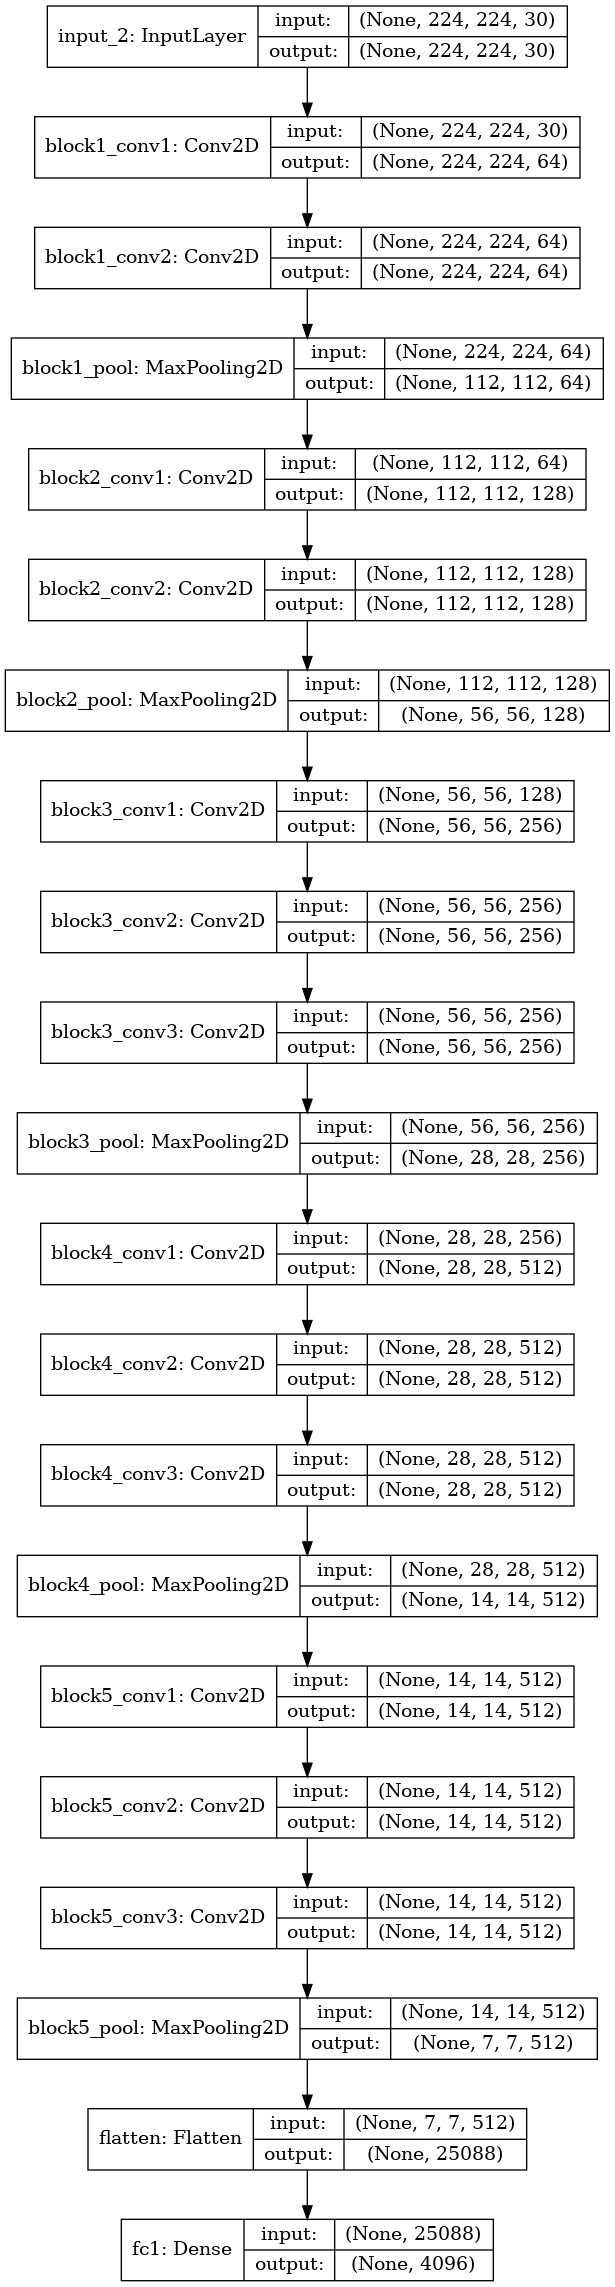 input_2: InputLayer
input: (None, 224, 224, 30)
output: (None, 224, 224, 30)
block1_conv1: Conv2D
input: (None, 224, 224, 30)
output: (None, 224, 224, 64)
block1_conv2: Conv2D
input: (None, 224, 224, 64)
output: (None, 224, 224, 64)
block1_pool: MaxPooling2D
input: (None, 224, 224, 64)
output: (None, 112, 112, 64)
block2_conv1: Conv2D
input: (None, 112, 112, 64)
output: (None, 112, 112, 128)
block2_conv2: Conv2D
input: (None, 112, 112, 128)
output: (None, 112, 112, 128)
block2_pool: MaxPooling2D
input: (None, 112, 112, 128)
output: (None, 56, 56, 128)
block3_conv1: Conv2D
input: (None, 56, 56, 128)
output: (None, 56, 56, 256)
block3_conv2: Conv2D
input: (None, 56, 56, 256)
output: (None, 56, 56, 256)
block3_conv3: Conv2D
input: (None, 56, 56, 256)
output: (None, 56, 56, 256)
block3_pool: MaxPooling2D
input: (None, 56, 56, 256)
output: (None, 28, 28, 256)
block4_conv1: Conv2D
input: (None, 28, 28, 256)
output: (None, 28, 28, 512)
block4_conv2: Conv2D
input: (None, 28, 28, 512)
output: (None, 28, 28, 512)
block4_conv3: Conv2D
input: (None, 28, 28, 512)
output: (None, 28, 28, 512)
block4_pool: MaxPooling2D
input: (None, 28, 28, 512)
output: (None, 14, 14, 512)
block5_conv1: Conv2D
input: (None, 14, 14, 512)
output: (None, 14, 14, 512)
block5_conv2: Conv2D
input: (None, 14, 14, 512)
output: (None, 14, 14, 512)
block5_conv3: Conv2D
input: (None, 14, 14, 512)
output: (None, 14, 14, 512)
block5_pool: MaxPooling2D
input: (None, 14, 14, 512)
output: (None, 7, 7, 512)
flatten: Flatten
input: (None, 7, 7, 512)
output: (None, 25088)
fc1: Dense
input: (None, 25088)
output: (None, 4096)